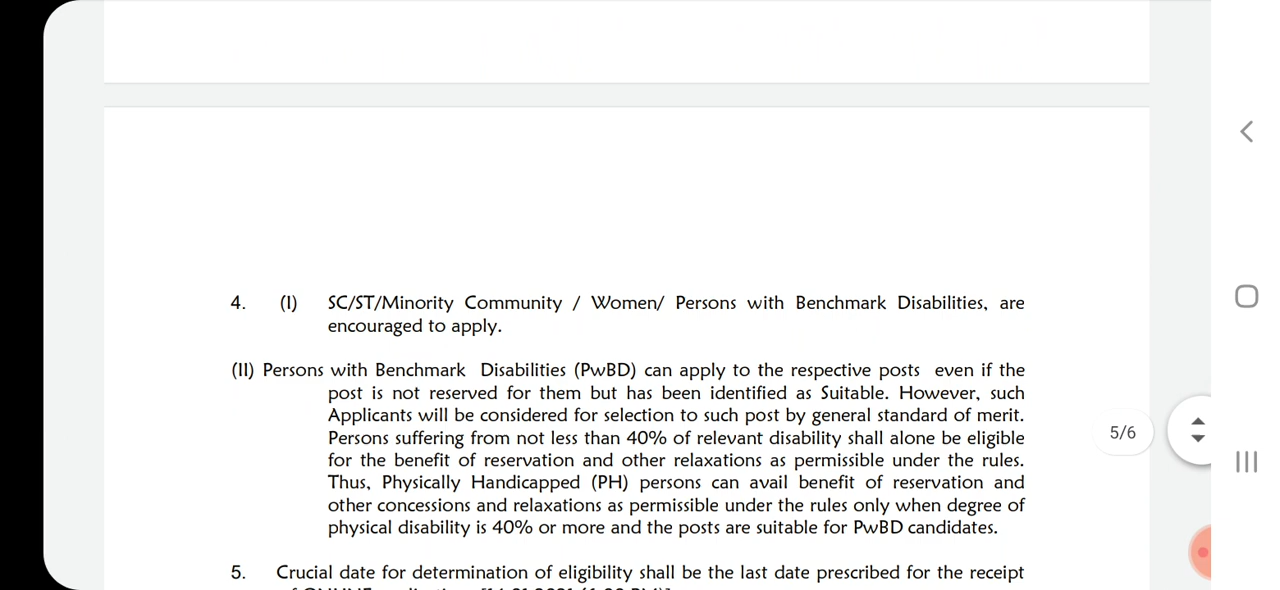 4. (I) SC/ST/Minority Community / Women/ Persons with Benchmark Disabilities, are
encouraged to apply.
(II) Persons with Benchmark Disabilities (PwBD) can apply to the respective posts even if the
post is not reserved for them but has been identified as Suitable. However, such
Applicants will be considered for selection to such post by general standard of merit.
Persons suffering from not less than 40% of relevant disability shall alone be eligible
for the benefit of reservation and other relaxations as permissible under the rules.
Thus, Physically Handicapped (PH) persons can avail benefit of reservation and
other concessions and relaxations as permissible under the rules only when degree of
physical disability is 40% or more and the posts are suitable for PwBD candidates.
5/6
5. Crucial date for determination of eligibility shall be the last date prescribed for the receipt